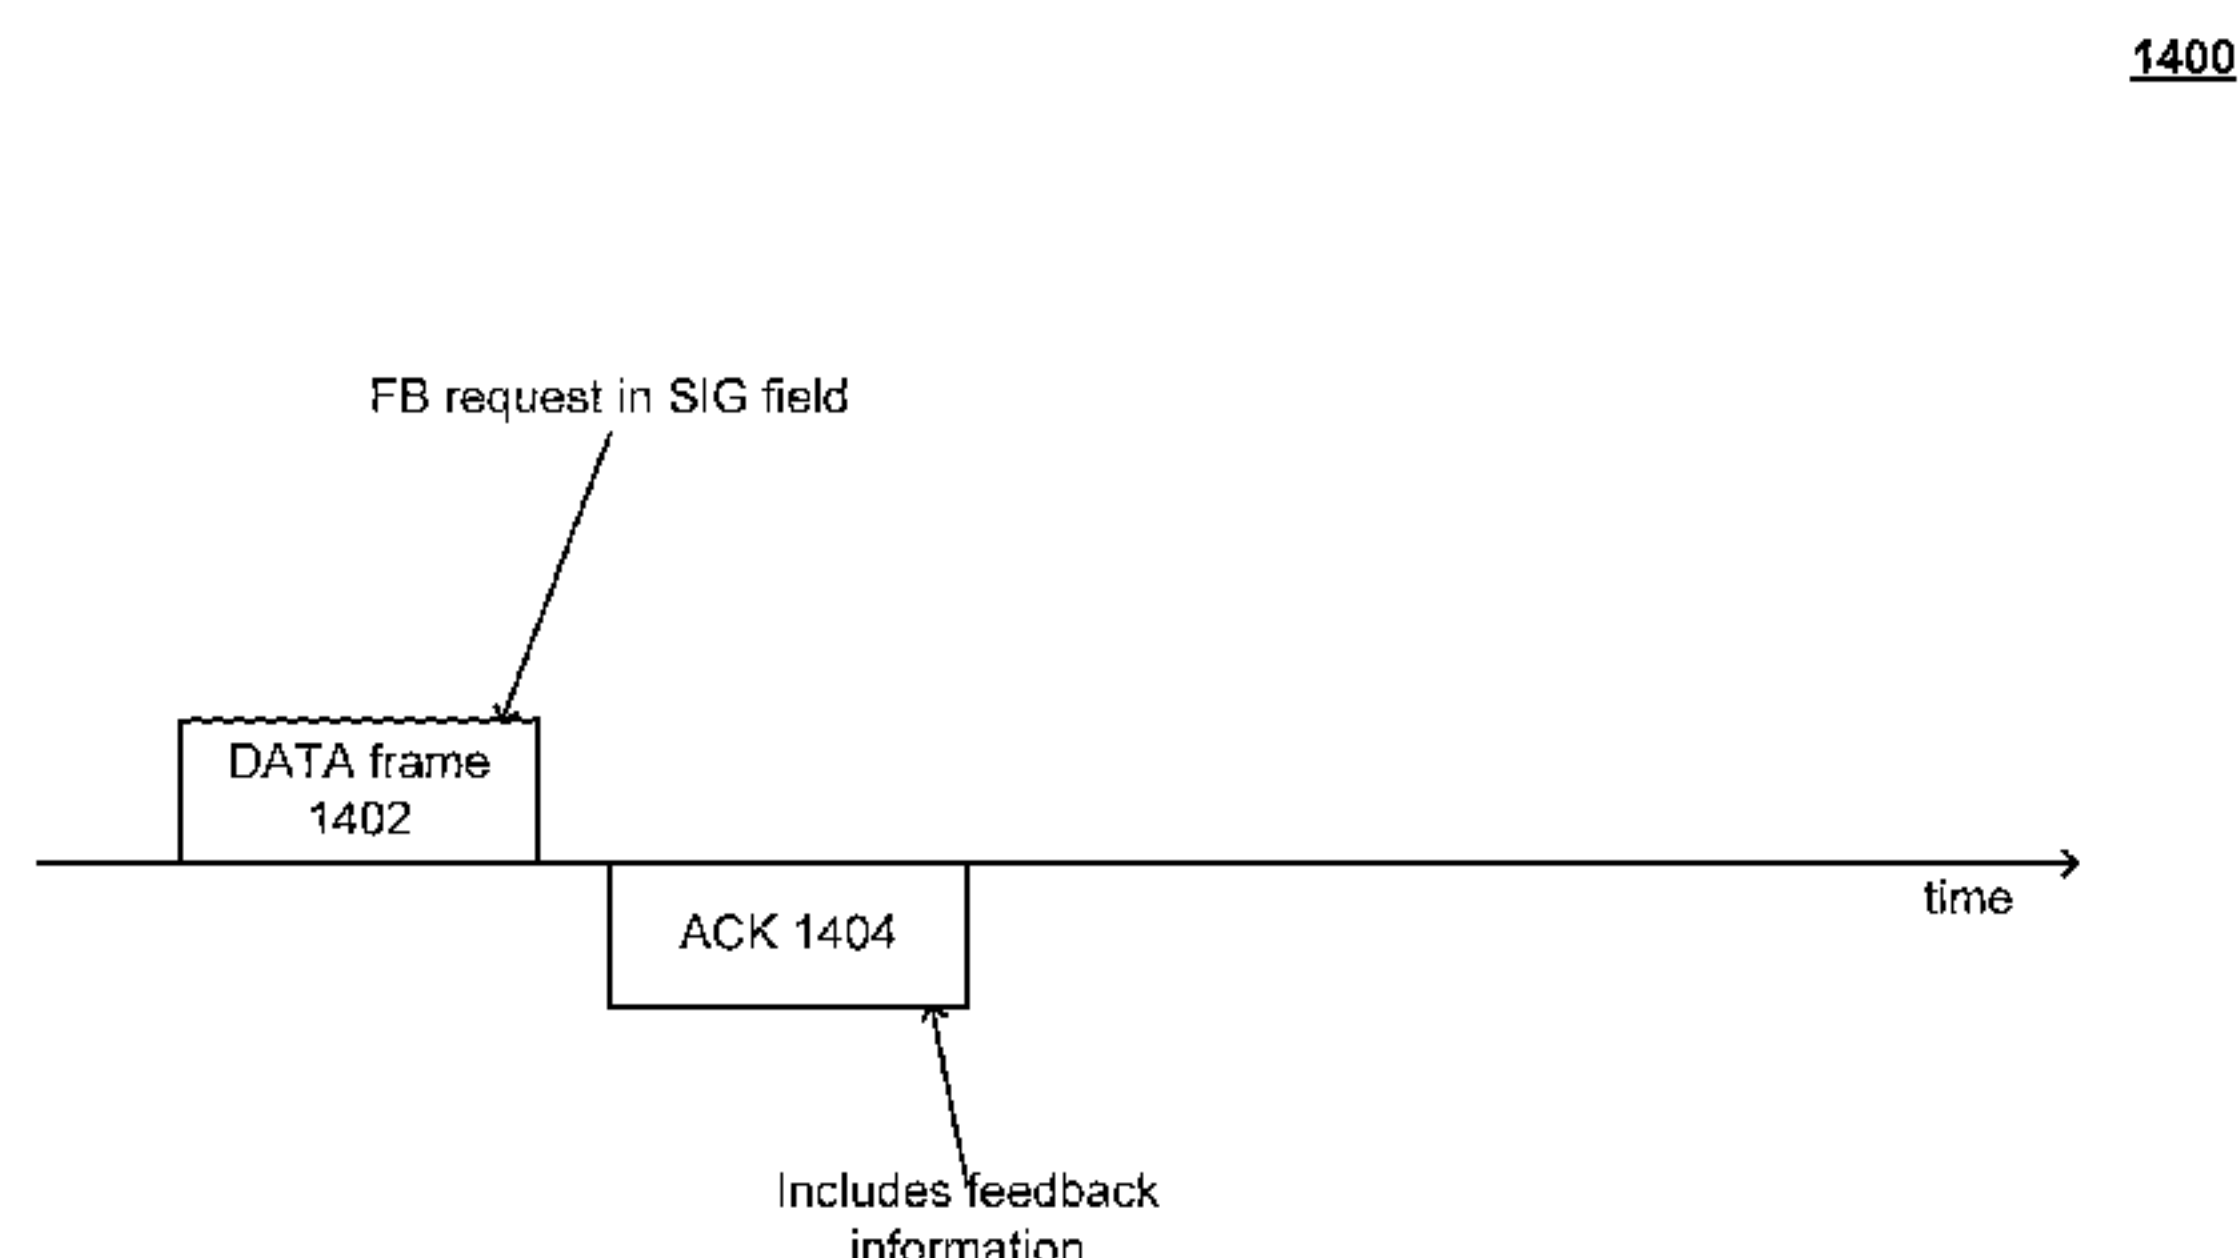 1400
FB request in SIG field
DATA frame
1402
ACK 1404
time
Includes feedback
information